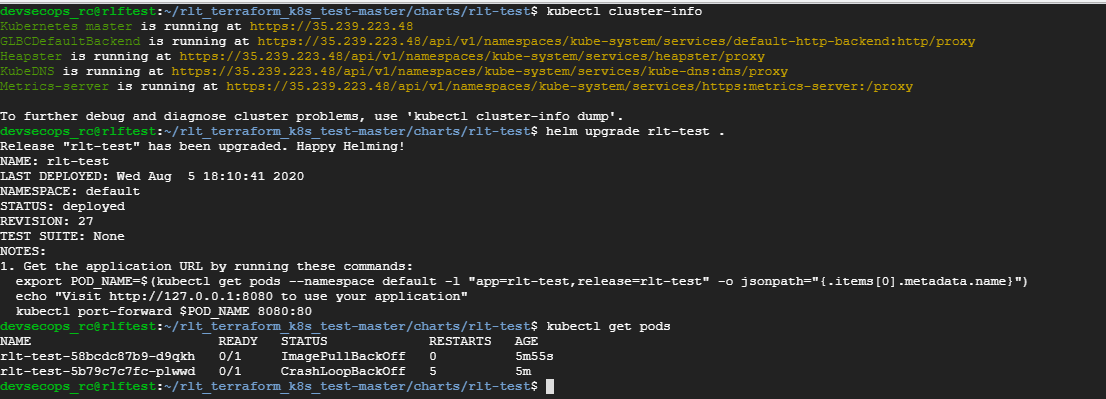 devsecops_rc@rlftest:~/rlt_terraform_k8s_test-master/charts/rlt-test$ kubectl cluster-info
Kubernetes master is running at https://35.239.223.48
GLBCDefaultBackend is running at https://35.239.223.48/api/v1/namespaces/kube-system/services/default-http-backend:http/proxy
Heapster is running at https://35.239.223.48/api/v1/namespaces/kube-system/services/heapster/proxy
KubeDNS is running at https://35.239.223.48/api/v1/namespaces/kube-system/services/kube-dns:dns/proxy
Metrics-server is running at https://35.239.223.48/api/v1/namespaces/kube-system/services/https:metrics-server:/proxy
To further debug and diagnose cluster problems, use 'kubectl cluster-info dump'.
devsecops_rc@rlftest:~/rlt_terraform_k8s_test-master/charts/rlt-test$ helm upgrade rlt-test .
Release "rlt-test" has been upgraded. Happy Helming!
NAME: rlt-test
LAST DEPLOYED: Wed Aug  5 18:10:41 2020
NAMESPACE: default
STATUS: deployed
REVISION: 27
TEST SUITE: None
NOTES:
1. Get the application URL by running these commands:
  export POD_NAME=$(kubectl get pods --namespace default -l "app=rlt-test,release=rlt-test" -o jsonpath="{.items[0].metadata.name}")
  echo "Visit http://127.0.0.1:8080 to use your application"
  kubectl port-forward $POD_NAME 8080:80
devsecops_rc@rlftest:~/rlt_terraform_k8s_test-master/charts/rlt-test$ kubectl get pods
NAME                        READY   STATUS             RESTARTS   AGE
rlt-test-58bcdc87b9-d9qkh   0/1     ImagePullBackOff   0          5m55s
rlt-test-5b79c7c7fc-plwwd   0/1     CrashLoopBackOff   5          5m
devsecops_rc@rlftest:~/rlt_terraform_k8s_test-master/charts/rlt-test$